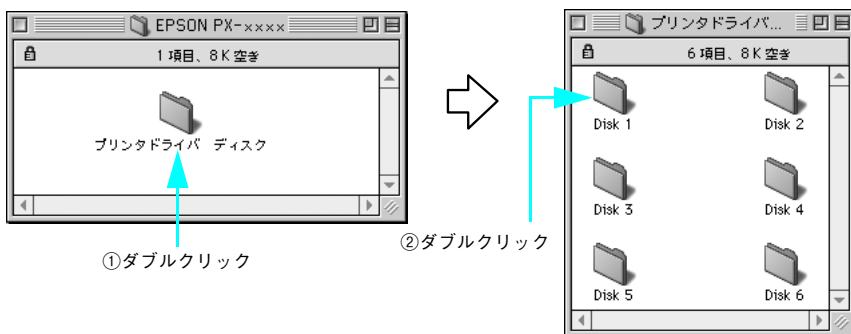 EPSON PX-xxxx
1 項目、8K 空き
プリンタドライバ ディスク
①ダブルクリック
プリンタドライバ...
6 項目、8K 空き
Disk 1
Disk 2
Disk 3
Disk 4
Disk 5
Disk 6
②ダブルクリック